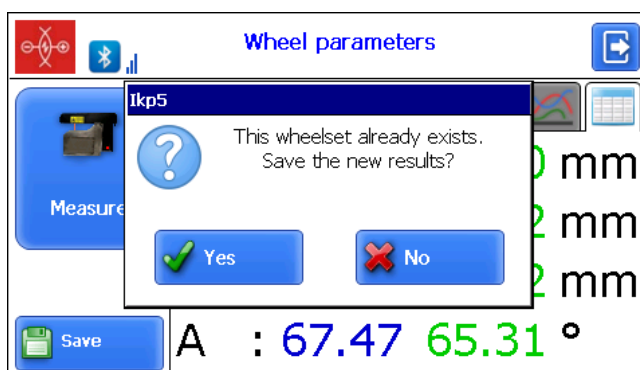 Wheel parameters
Ikp5
This wheelset already exists.
Save the new results?
mm
Measure
mm
Yes
No
mm
Save
A : 67.47 65.31 °